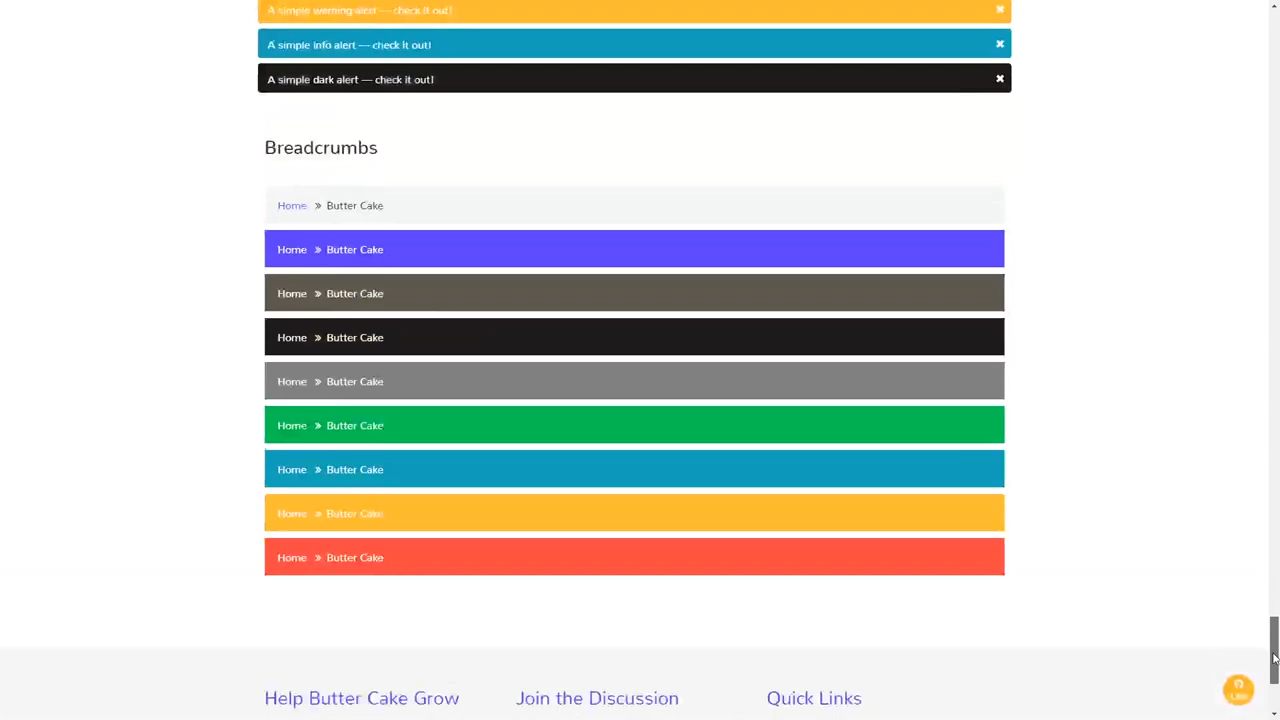 A simple warning alert — check it out!
A simple info alert — check it out!
A simple dark alert — check it out!
Breadcrumbs
Home » Butter Cake
Home » Butter Cake
Home » Butter Cake
Home » Butter Cake
Home » Butter Cake
Home » Butter Cake
Home » Butter Cake
Home » Butter Cake
Home » Butter Cake
Help Butter Cake Grow
Join the Discussion
Quick Links